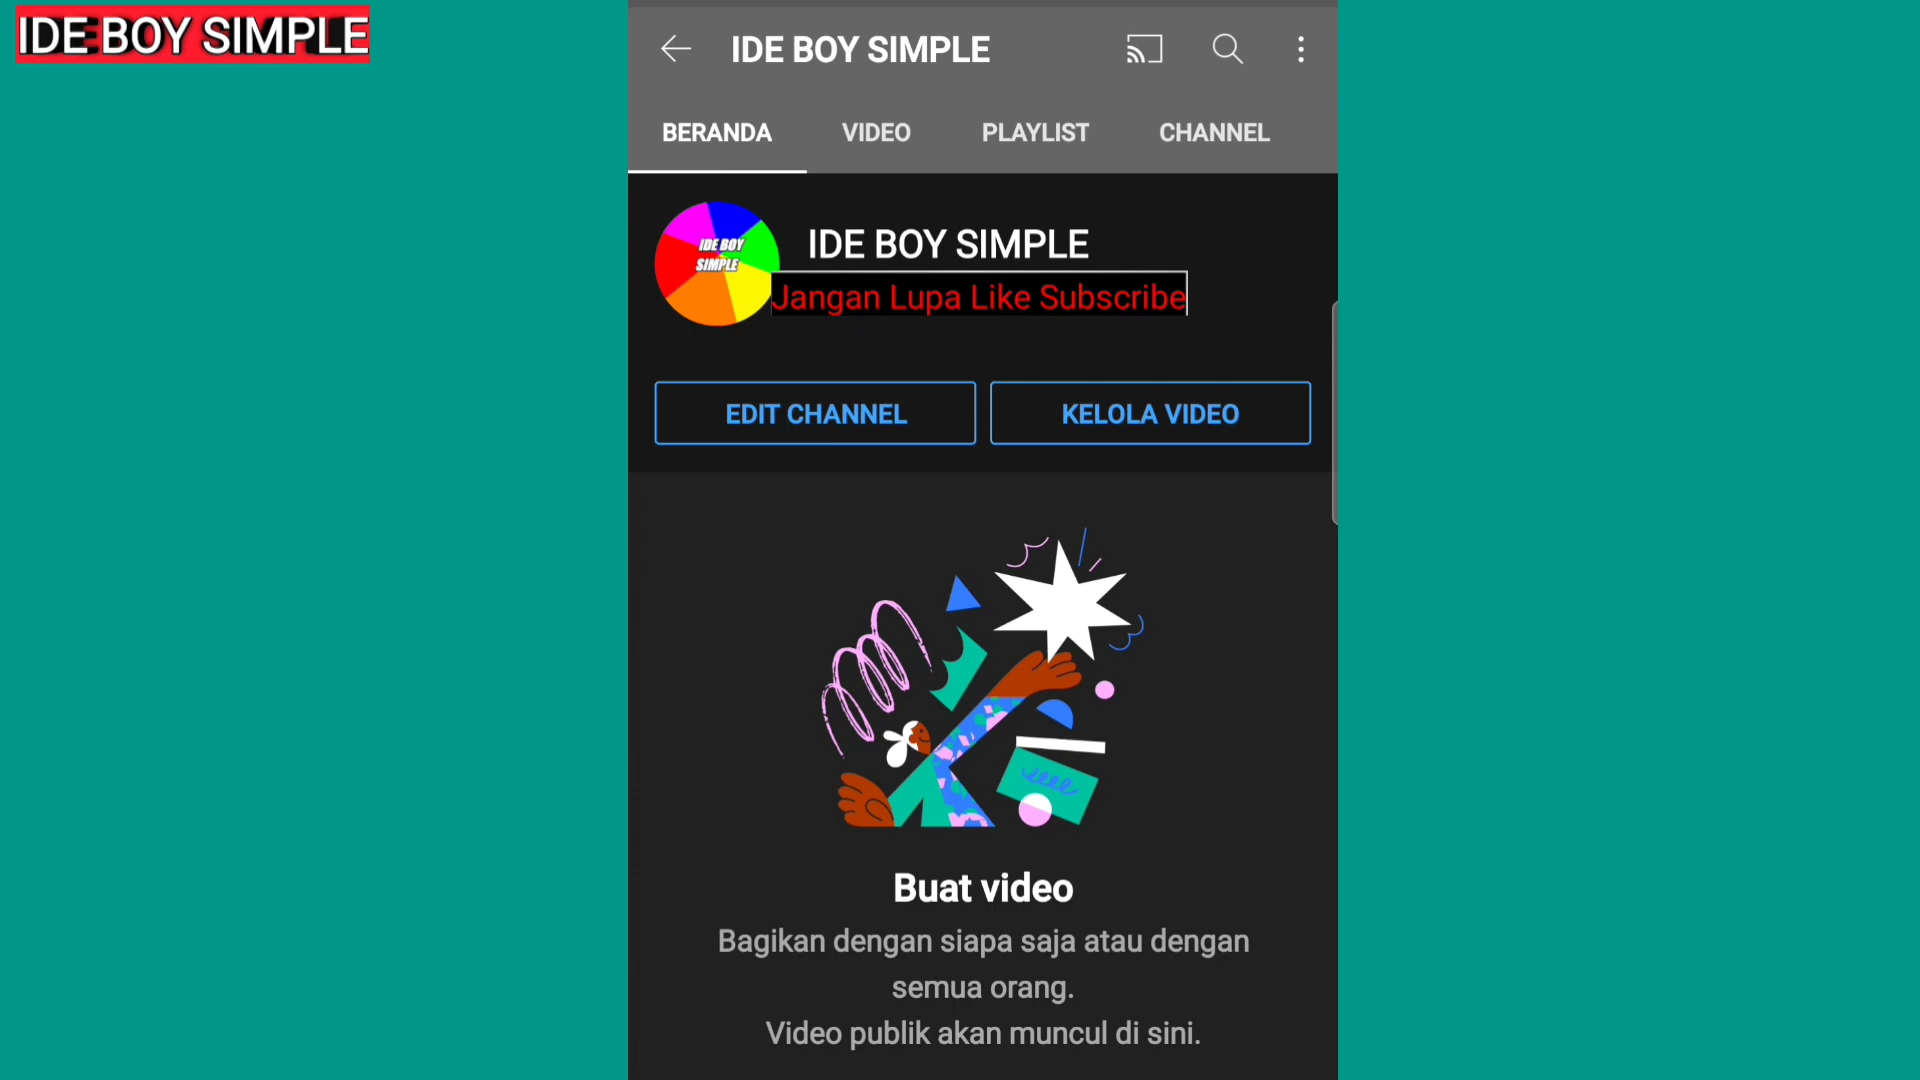 IDE BOY SIMPLE
IDE BOY SIMPLE
BERANDA VIDEO PLAYLIST CHANNEL
IDE BOY
SIMPLE
IDE BOY SIMPLE
Jangan Lupa Like Subscribe
EDIT CHANNEL KELOLA VIDEO
Buat video
Bagikan dengan siapa saja atau dengan
semua orang.
Video publik akan muncul di sini.